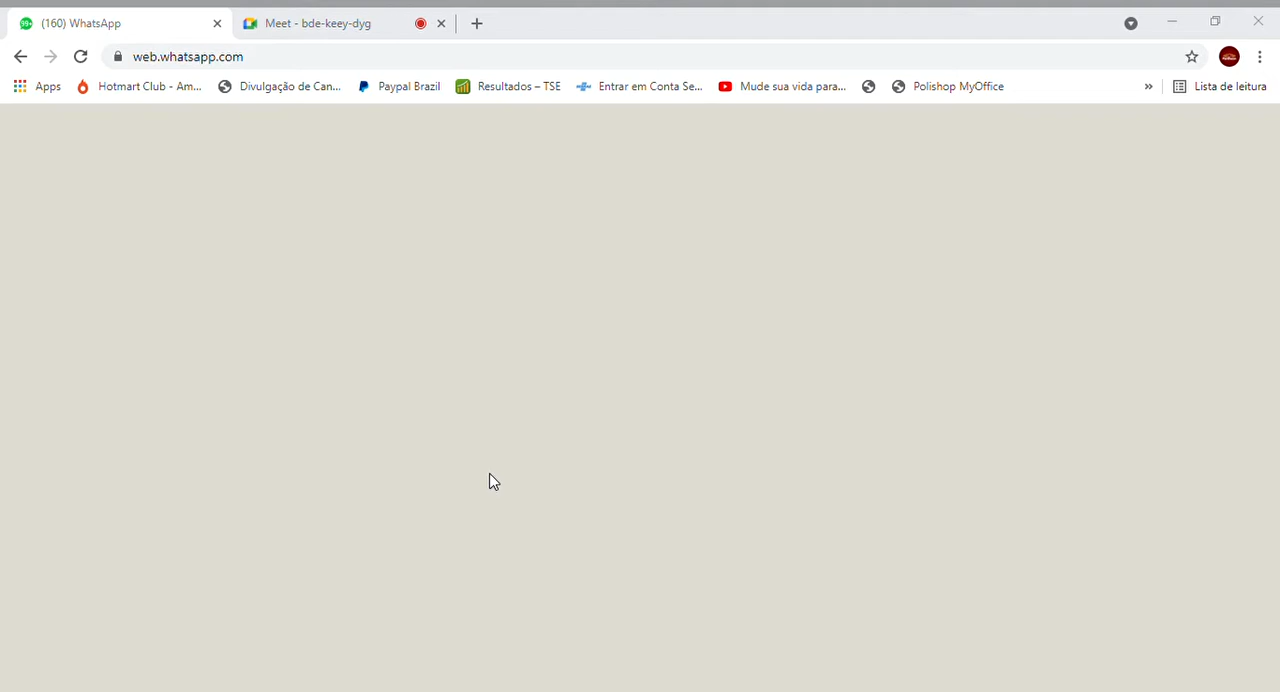 99+ (160) WhatsApp Meet - bde-keey-dyg
web.whatsapp.com
Apps Hotmart Club - Am... Divulgação de Can... Paypal Brazil Resultados – TSE Entrar em Conta Se... Mude sua vida para... Polishop MyOffice » Lista de leitura